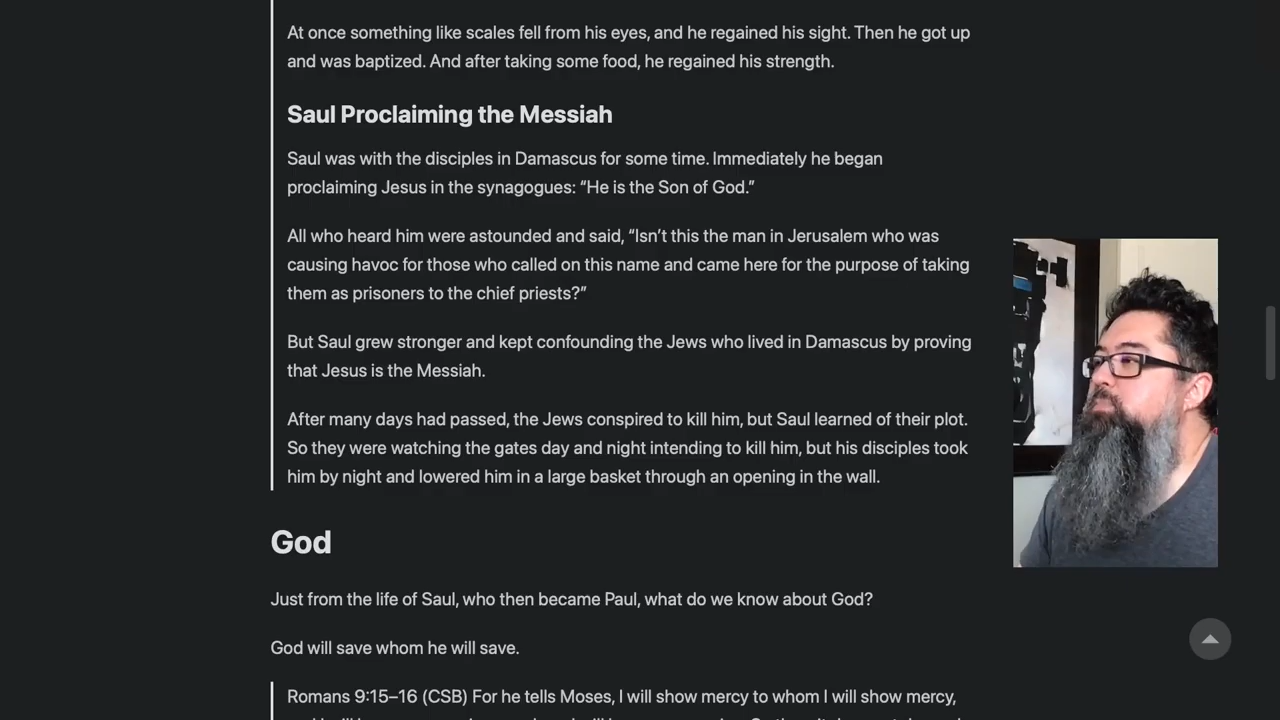 At once something like scales fell from his eyes, and he regained his sight. Then he got up
and was baptized. And after taking some food, he regained his strength.
Saul Proclaiming the Messiah
Saul was with the disciples in Damascus for some time. Immediately he began
proclaiming Jesus in the synagogues: “He is the Son of God.”
All who heard him were astounded and said, “Isn’t this the man in Jerusalem who was
causing havoc for those who called on this name and came here for the purpose of taking
them as prisoners to the chief priests?”
But Saul grew stronger and kept confounding the Jews who lived in Damascus by proving
that Jesus is the Messiah.
After many days had passed, the Jews conspired to kill him, but Saul learned of their plot.
So they were watching the gates day and night intending to kill him, but his disciples took
him by night and lowered him in a large basket through an opening in the wall.
God
Just from the life of Saul, who then became Paul, what do we know about God?
God will save whom he will save.
Romans 9:15–16 (CSB) For he tells Moses, I will show mercy to whom I will show mercy,